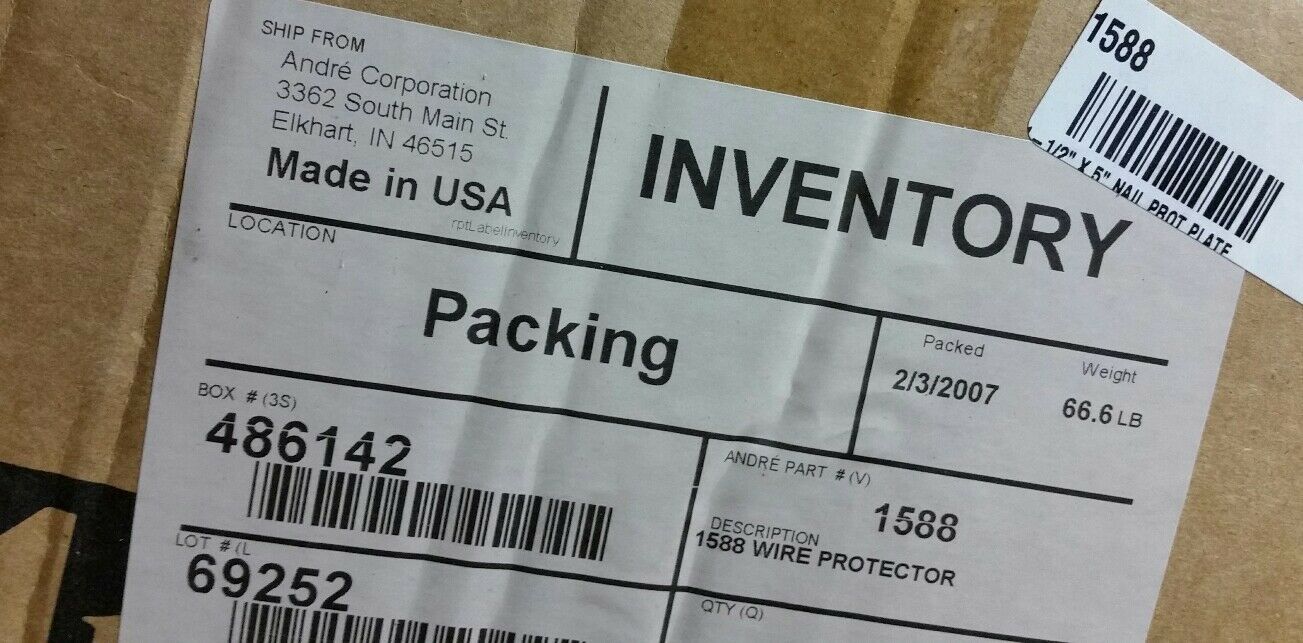 SHIP FROM
André Corporation
3362 South Main St.
Elkhart, IN 46515
Made in USA
rptLabelInventory
INVENTORY
1588
1/2" X 5" NAIL PROT PLATE
LOCATION
Packing
Packed
2/3/2007
Weight
66.6 LB
BOX # (3S)
486142
ANDRÉ PART # (V)
1588
DESCRIPTION
1588 WIRE PROTECTOR
LOT # (L
69252
QTY (Q)